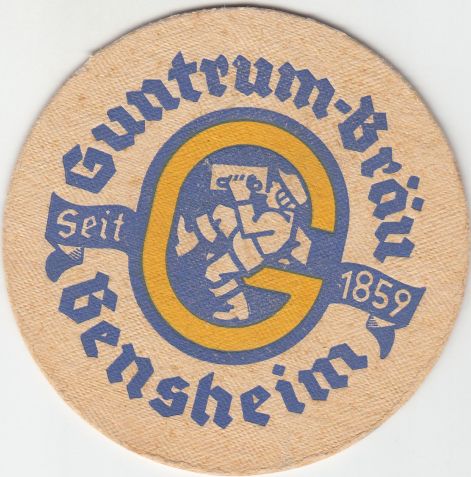 Guntrum-Bräu
Seit 1859
Bensheim
G